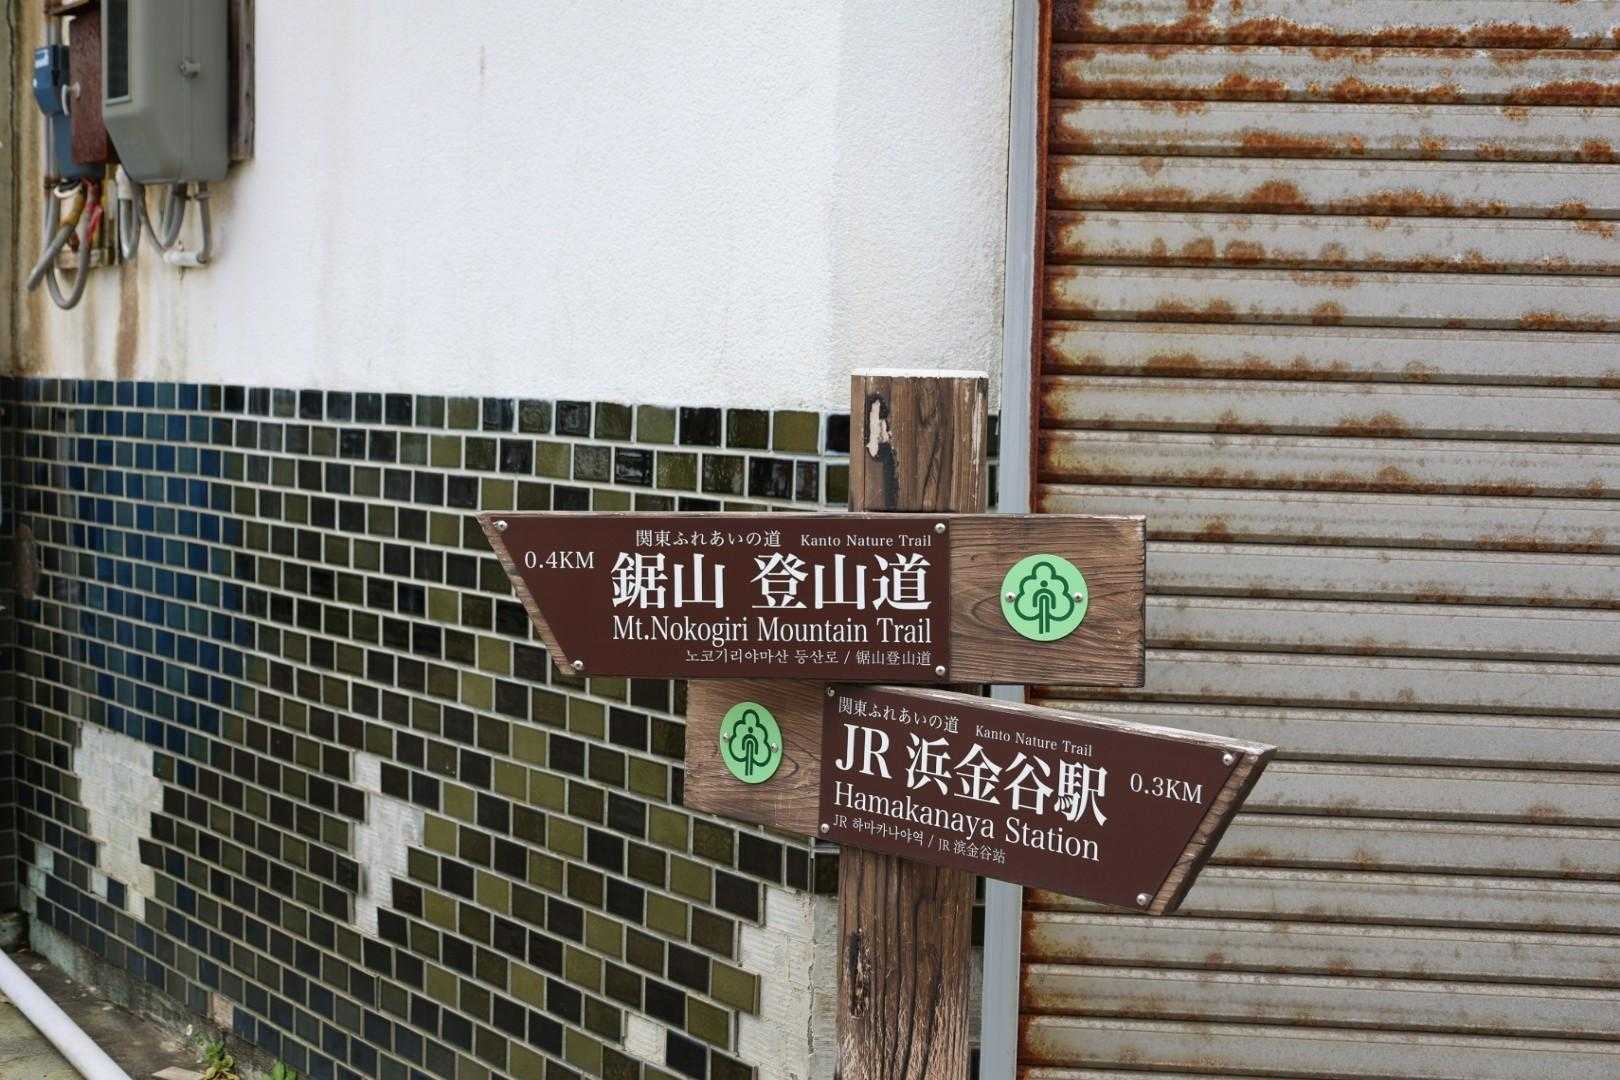 関東ふれあいの道 Kanto Nature Trail
0.4KM
鋸山 登山道
Mt.Nokogiri Mountain Trail
노코기리야마산 등산로 / 锯山登山道
関東ふれあいの道 Kanto Nature Trail
JR 浜金谷駅 0.3KM
Hamakanaya Station
JR 하마카나야역 / JR 滨金谷站